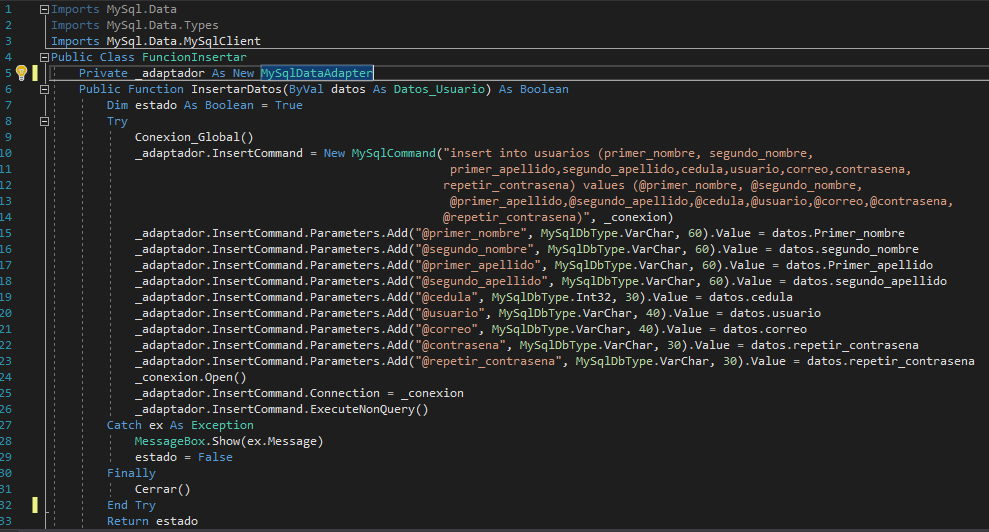 1 Imports MySql.Data
2 Imports MySql.Data.Types
3 Imports MySql.Data.MySqlClient
4 Public Class FuncionInsertar
5 Private _adaptador As New MySqlDataAdapter
6 Public Function InsertarDatos(ByVal datos As Datos_Usuario) As Boolean
7 Dim estado As Boolean = True
8 Try
9 Conexion_Global()
10 _adaptador.InsertCommand = New MySqlCommand("insert into usuarios (primer_nombre, segundo_nombre,
11 primer_apellido,segundo_apellido,cedula,usuario,correo,contrasena,
12 repetir_contrasena) values (@primer_nombre, @segundo_nombre,
13 @primer_apellido,@segundo_apellido,@cedula,@usuario,@correo,@contrasena,
14 @repetir_contrasena)", _conexion)
15 _adaptador.InsertCommand.Parameters.Add("@primer_nombre", MySqlDbType.VarChar, 60).Value = datos.Primer_nombre
16 _adaptador.InsertCommand.Parameters.Add("@segundo_nombre", MySqlDbType.VarChar, 60).Value = datos.segundo_nombre
17 _adaptador.InsertCommand.Parameters.Add("@primer_apellido", MySqlDbType.VarChar, 60).Value = datos.Primer_apellido
18 _adaptador.InsertCommand.Parameters.Add("@segundo_apellido", MySqlDbType.VarChar, 60).Value = datos.segundo_apellido
19 _adaptador.InsertCommand.Parameters.Add("@cedula", MySqlDbType.Int32, 30).Value = datos.cedula
20 _adaptador.InsertCommand.Parameters.Add("@usuario", MySqlDbType.VarChar, 40).Value = datos.usuario
21 _adaptador.InsertCommand.Parameters.Add("@correo", MySqlDbType.VarChar, 40).Value = datos.correo
22 _adaptador.InsertCommand.Parameters.Add("@contrasena", MySqlDbType.VarChar, 30).Value = datos.repetir_contrasena
23 _adaptador.InsertCommand.Parameters.Add("@repetir_contrasena", MySqlDbType.VarChar, 30).Value = datos.repetir_contrasena
24 _conexion.Open()
25 _adaptador.InsertCommand.Connection = _conexion
26 _adaptador.InsertCommand.ExecuteNonQuery()
27 Catch ex As Exception
28 MessageBox.Show(ex.Message)
29 estado = False
30 Finally
31 Cerrar()
32 End Try
33 Return estado